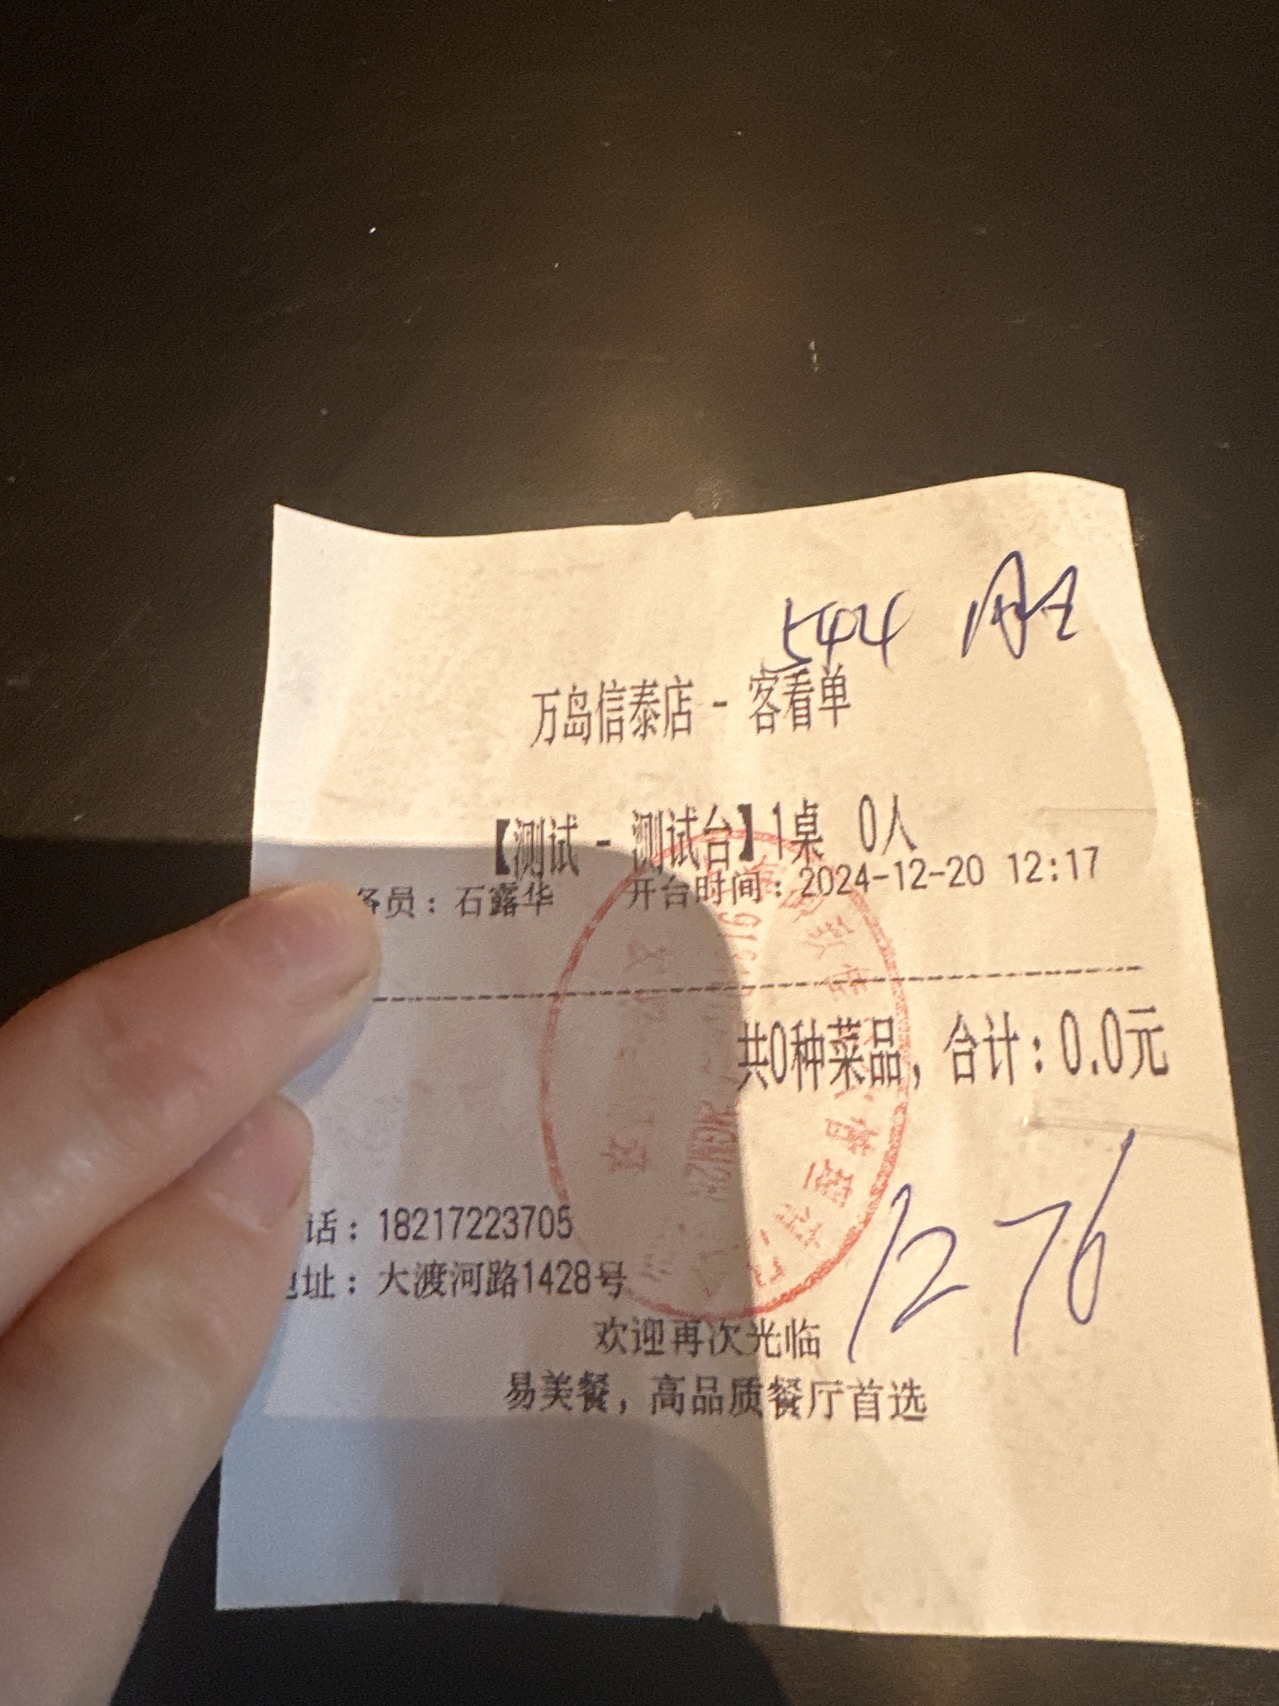 544
万岛信泰店 - 客看单
【测试 - 测试台】1桌 0人
务员：石露华 开台时间：2024-12-20 12:17
共0种菜品，合计：0.0元
1276
话：18217223705
地址：大渡河路1428号
欢迎再次光临
易美餐，高品质餐厅首选